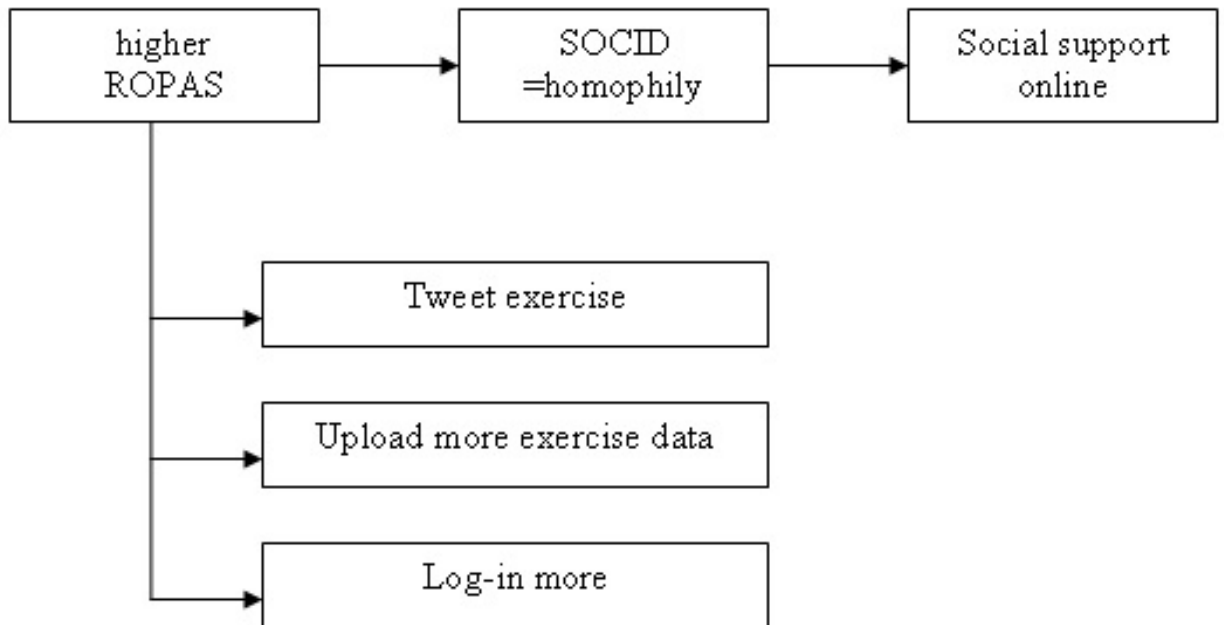 higher
ROPAS
SOCID
=homophily
Social support
online
Tweet exercise
Upload more exercise data
Log-in more